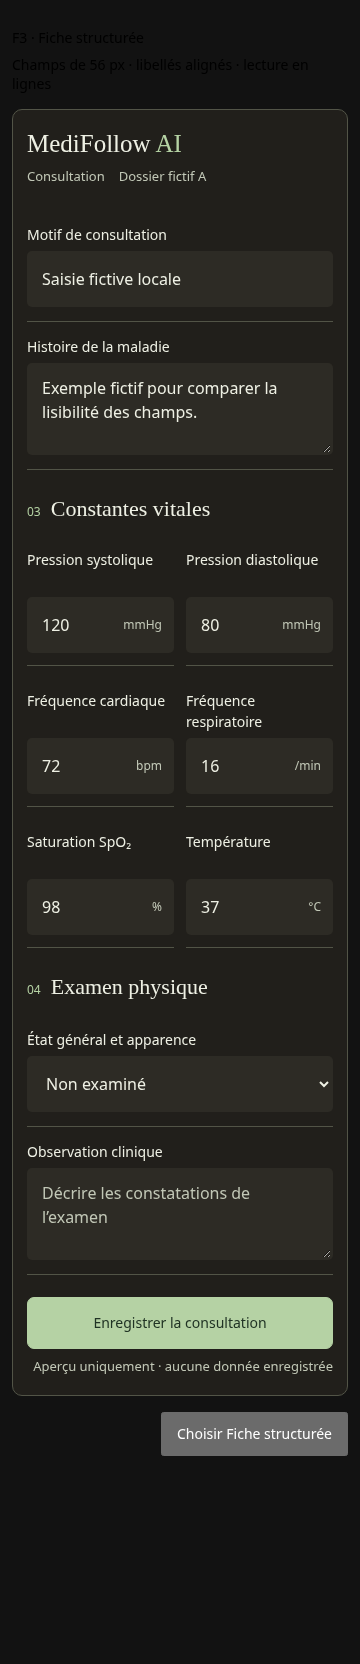 F3 · Fiche structurée
Champs de 56 px · libellés alignés · lecture en
lignes
MediFollow AI
Consultation Dossier fictif A
Motif de consultation
Saisie fictive locale
Histoire de la maladie
Exemple fictif pour comparer la
lisibilité des champs.
03 Constantes vitales
Pression systolique Pression diastolique
120 mmHg 80 mmHg
Fréquence cardiaque Fréquence
respiratoire
72 bpm 16 /min
Saturation SpO₂ Température
98 % 37 °C
04 Examen physique
État général et apparence
Non examiné
Observation clinique
Décrire les constatations de
l’examen
Enregistrer la consultation
Aperçu uniquement · aucune donnée enregistrée
Choisir Fiche structurée